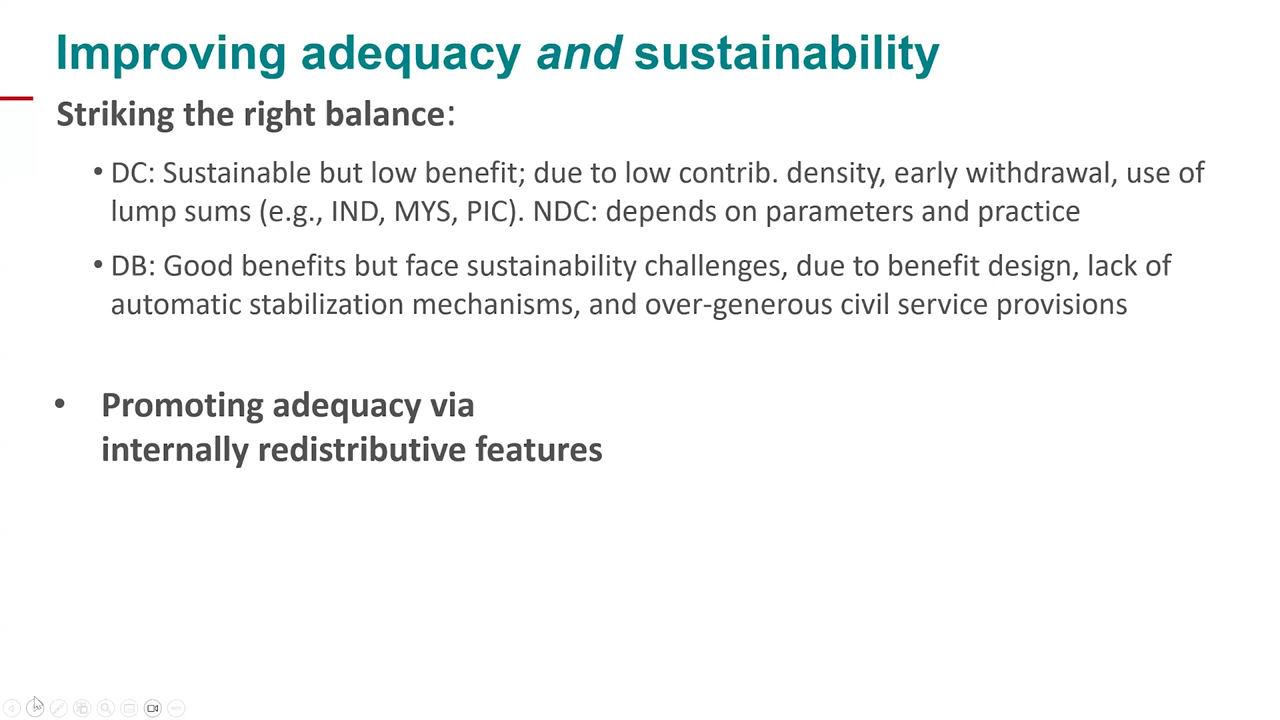 Improving adequacy and sustainability
Striking the right balance:
• DC: Sustainable but low benefit; due to low contrib. density, early withdrawal, use of
lump sums (e.g., IND, MYS, PIC). NDC: depends on parameters and practice
• DB: Good benefits but face sustainability challenges, due to benefit design, lack of
automatic stabilization mechanisms, and over-generous civil service provisions
• Promoting adequacy via
internally redistributive features